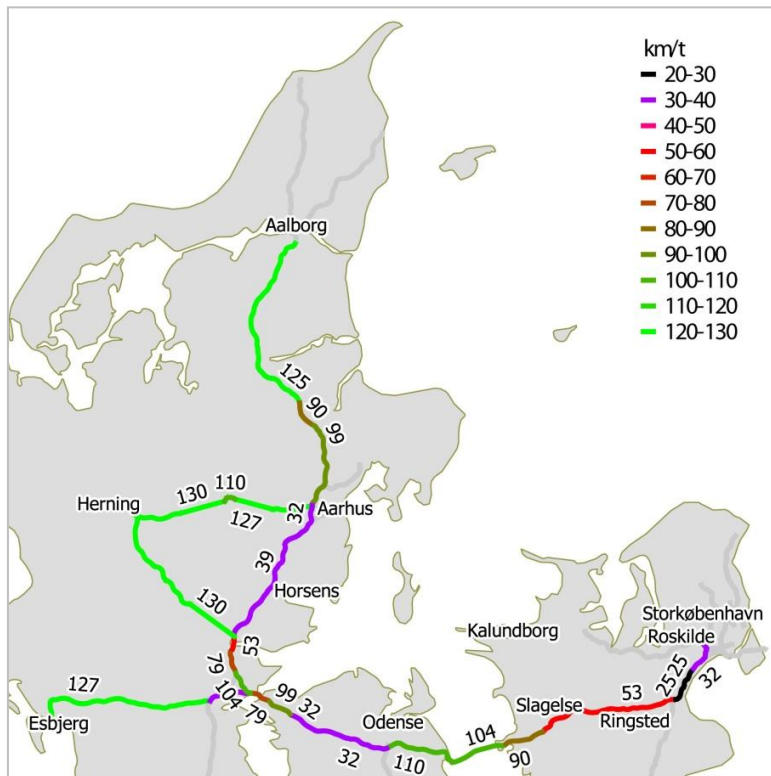 km/t
20-30
30-40
40-50
50-60
60-70
70-80
80-90
90-100
100-110
110-120
120-130
Aalborg
125
90
99
110
130
Herning
127
32
Aarhus
39
Horsens
130
53
79
Kalundborg
Storkøbenhavn
Roskilde
127
104
79
99
32
Esbjerg
Odense
32
110
104
90
Slagelse
53
Ringsted
25
25
32